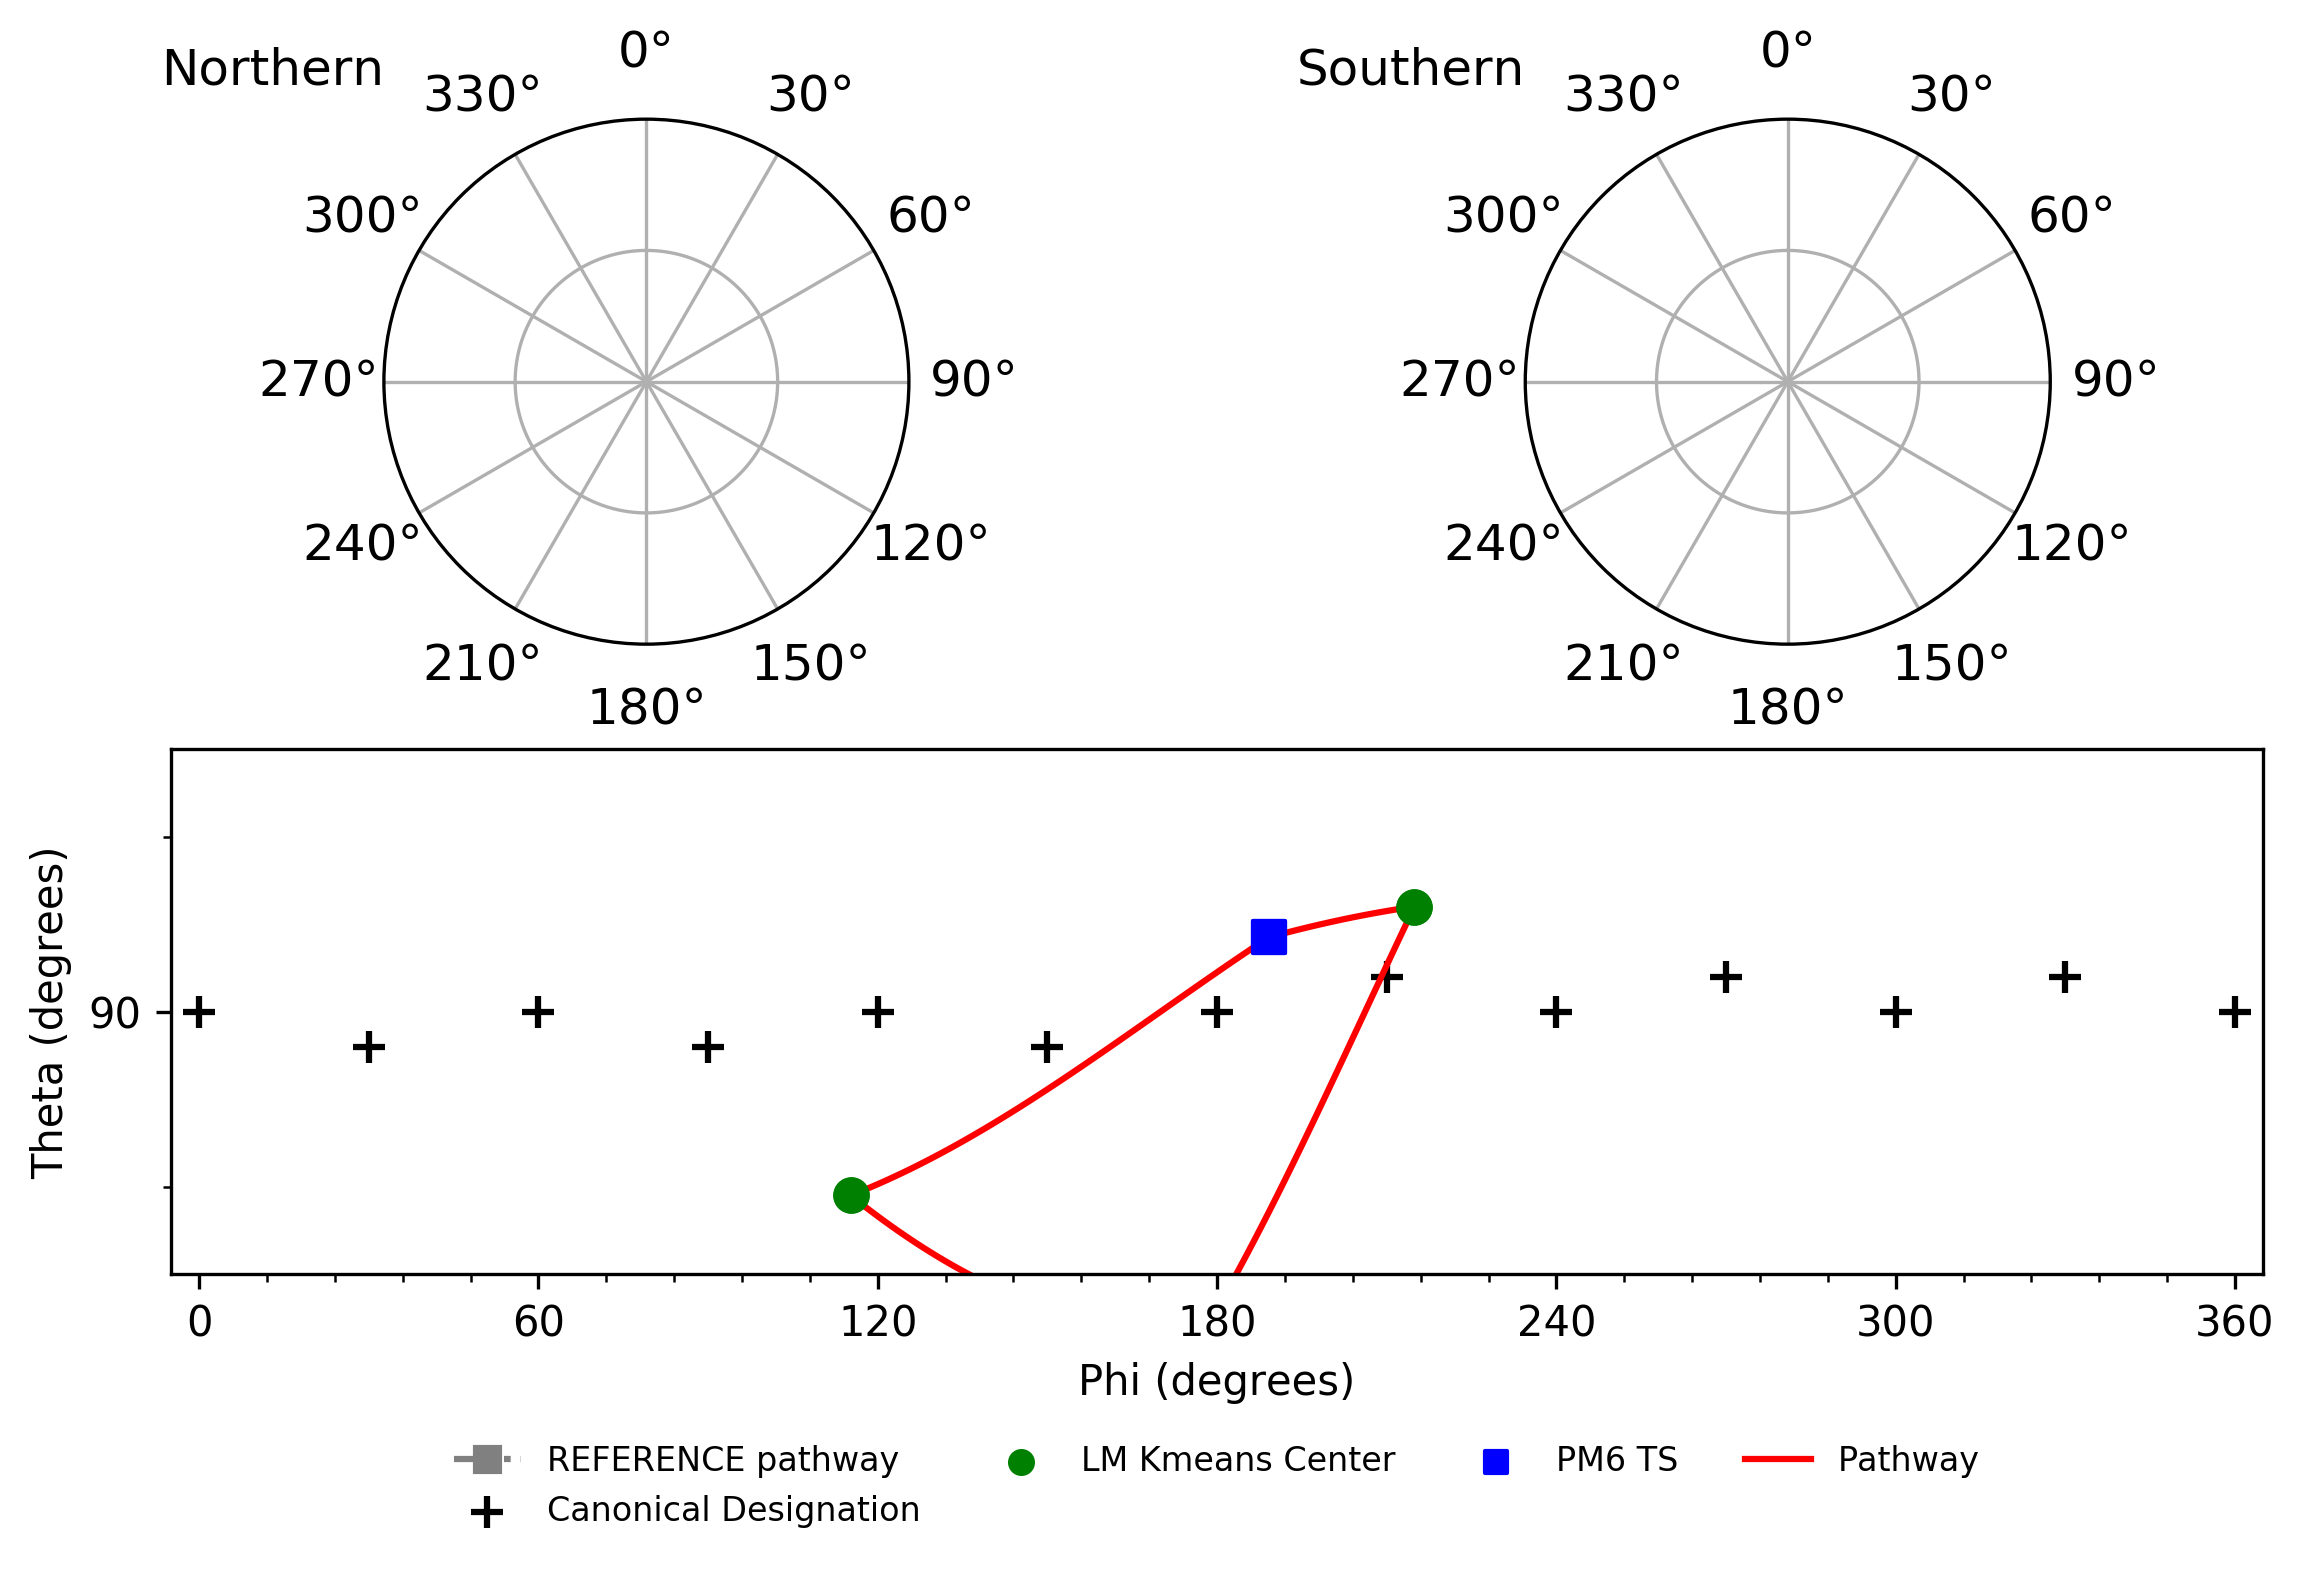 Northern
0°
330°
30°
300°
60°
270°
90°
240°
120°
210°
150°
180°
Southern
0°
330°
30°
300°
60°
270°
90°
240°
120°
210°
150°
180°
Theta (degrees)
90
0 60 120 180 240 300 360
Phi (degrees)
REFERENCE pathway
Canonical Designation
LM Kmeans Center
PM6 TS
Pathway